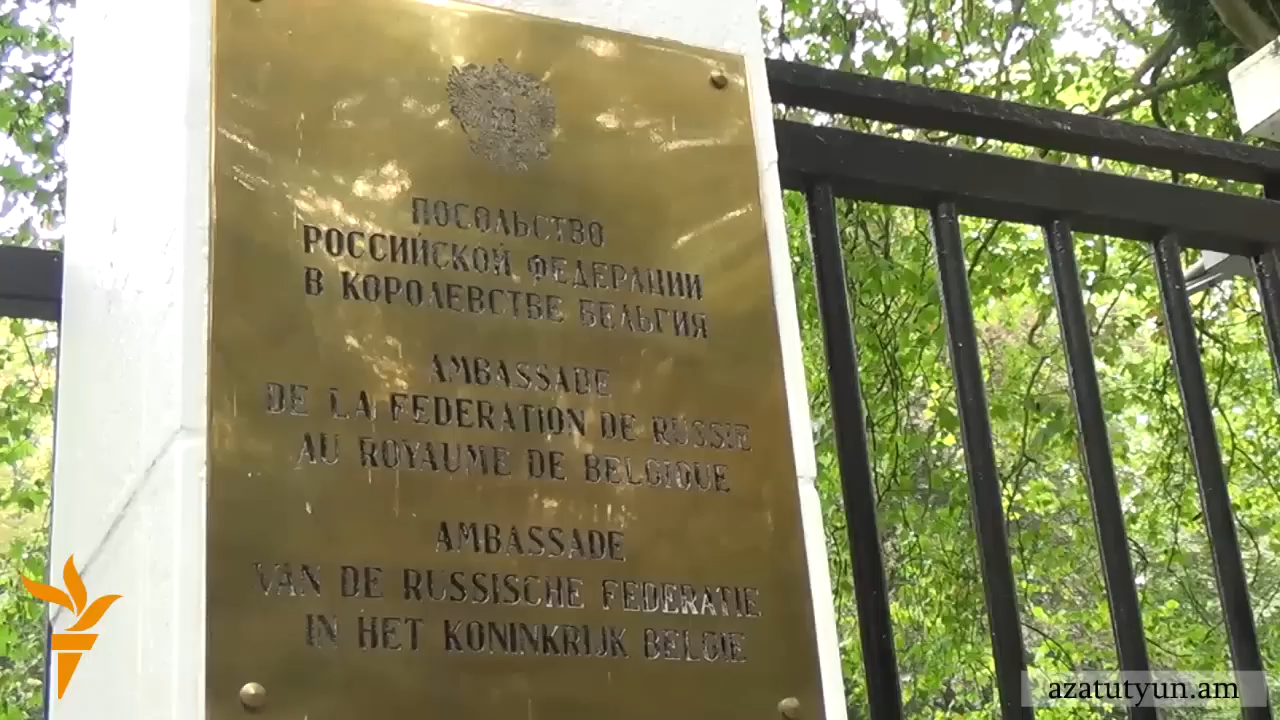 ПОСОЛЬСТВО
РОССИЙСКОЙ ФЕДЕРАЦИИ
В КОРОЛЕВСТВЕ БЕЛЬГИЯ
AMBASSADE
DE LA FEDERATION DE RUSSIE
AU ROYAUME DE BELGIQUE
AMBASSADE
VAN DE RUSSISCHE FEDERATIE
IN HET KONINKRIJK BELGIE
azatutyun.am